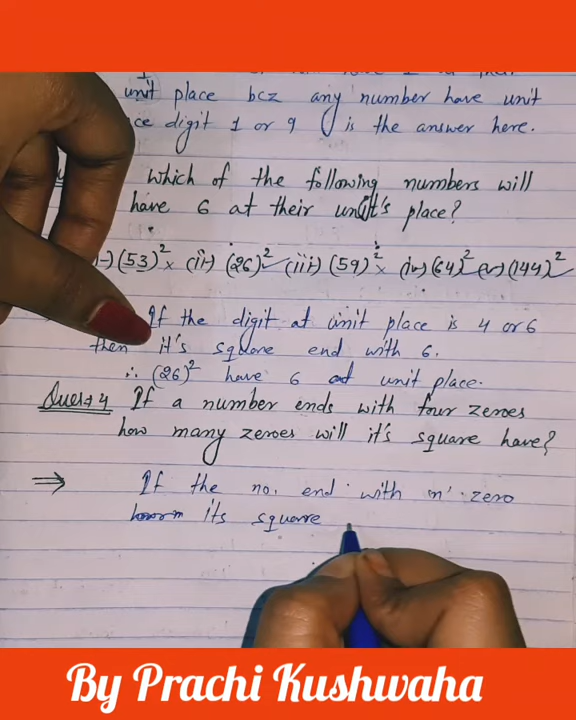 unit place bcz any number have unit
ce digit 1 or 9 is the answer here.
Which of the following numbers will
have 6 at their unit's place?
(53)² × (ii-) (26)² ✓ (iii) (59)² × (iv) (64)² ✓ (v) (144)² ✓
If the digit at unit place is 4 or 6
then it's square end with 6.
∴ (26)² have 6 at unit place.
Ques→4 If a number ends with four zeroes
how many zeroes will it's square have?
⇒ If the no. end with 'n' zero
its square
By Prachi Kushwaha